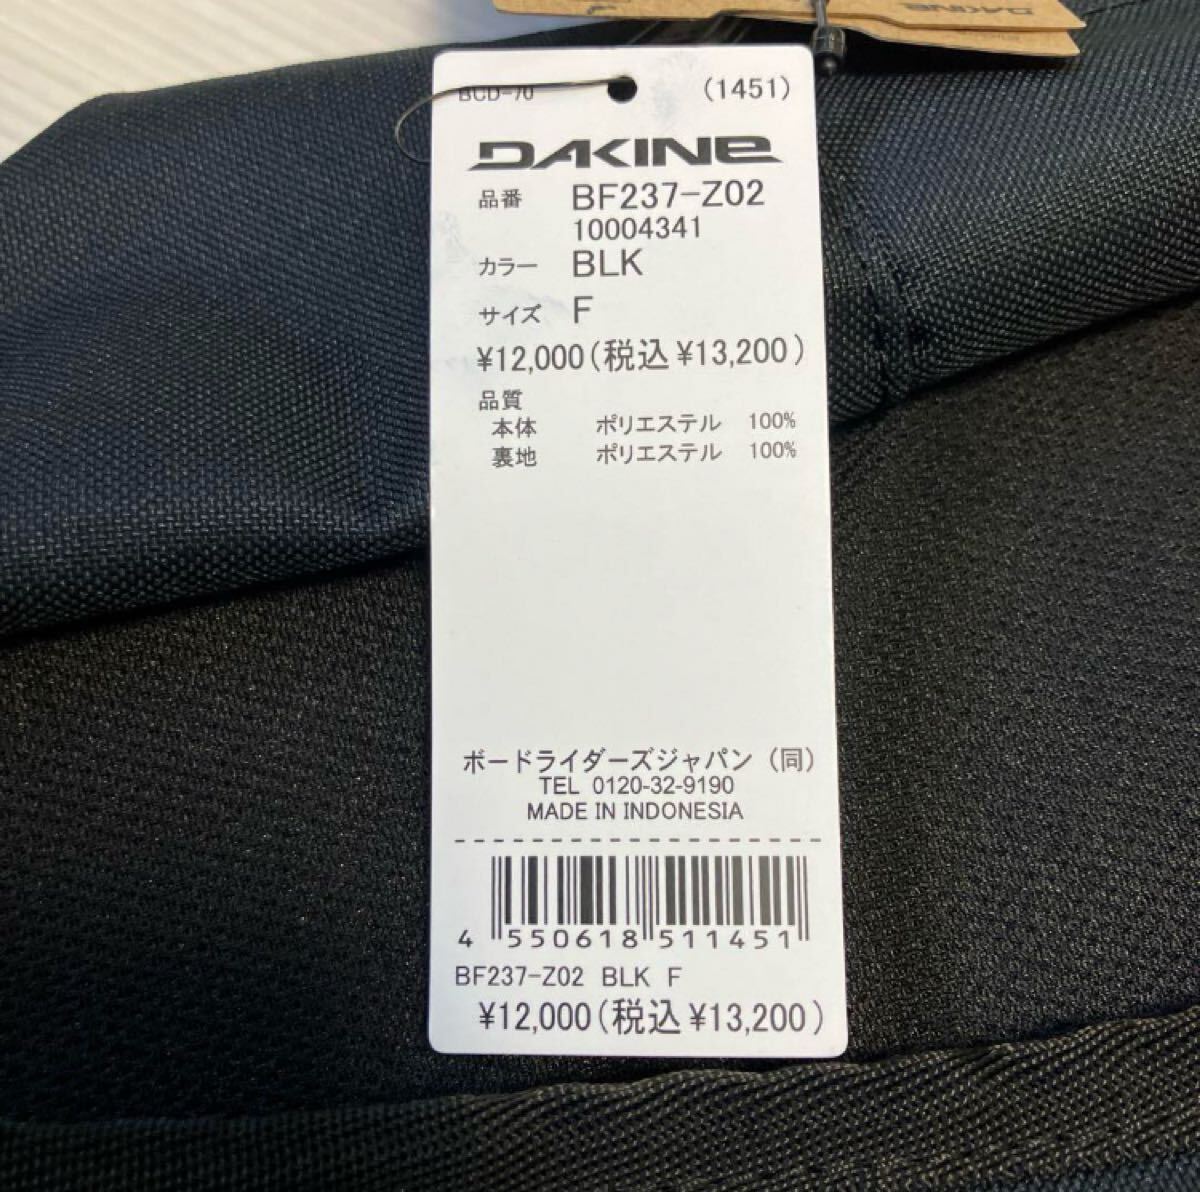 DAKINE
BCD-70 (1451)
DAKINE
品番 BF237-Z02
10004341
カラー BLK
サイズ F
¥12,000(税込¥13,200)
品質
本体 ポリエステル 100%
裏地 ポリエステル 100%
ボードライダーズジャパン(同)
TEL 0120-32-9190
MADE IN INDONESIA
4 550618 511451
BF237-Z02 BLK F
¥12,000(税込¥13,200)